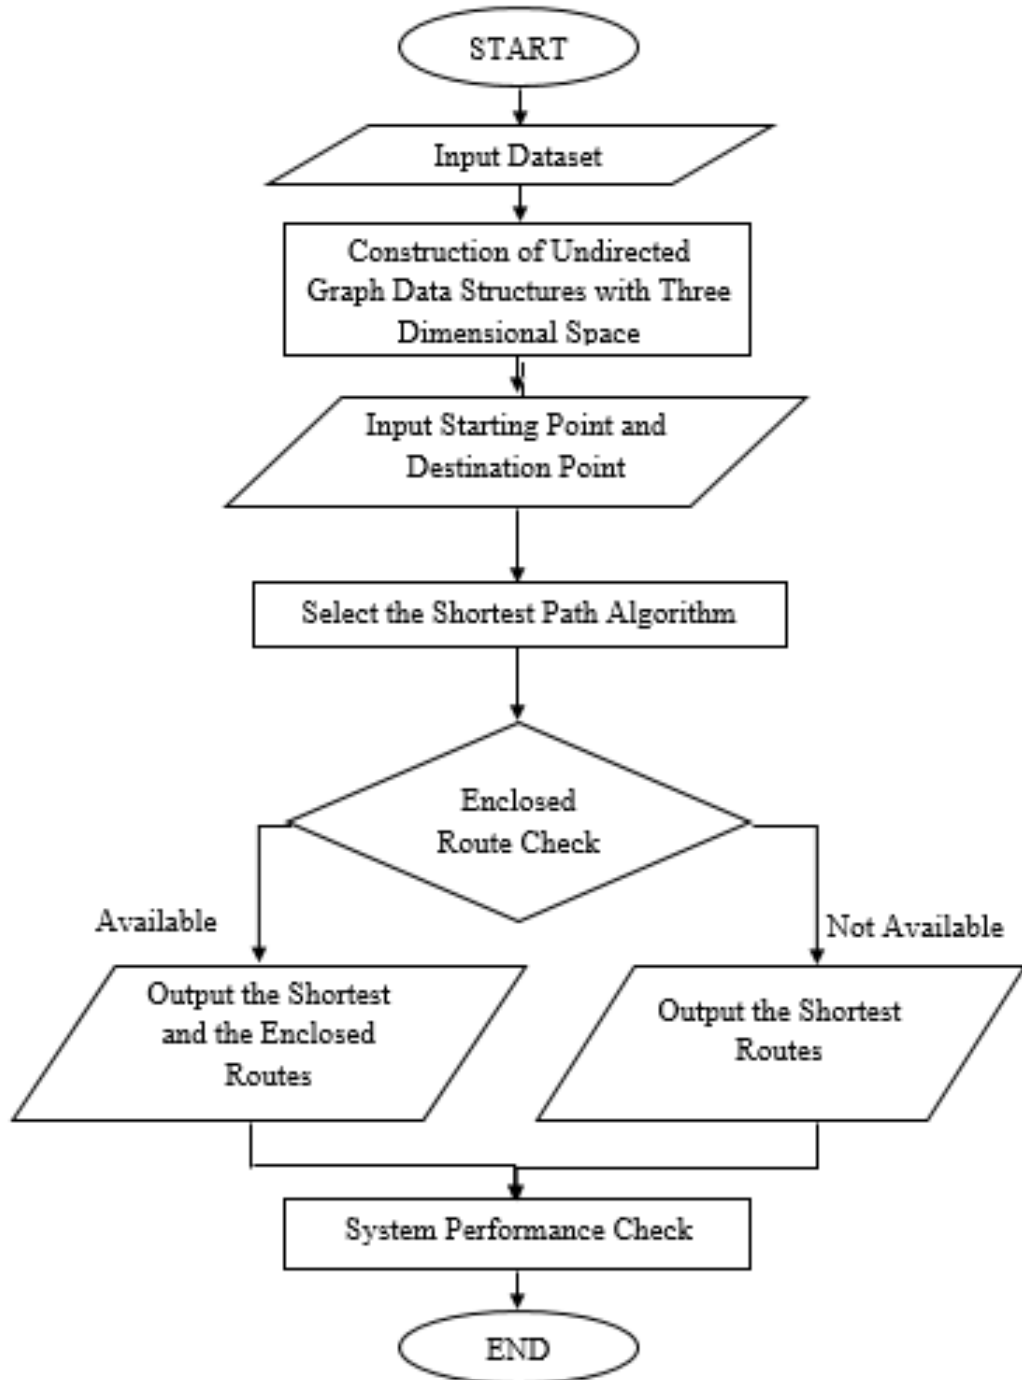 START
Input Dataset
Construction of Undirected
Graph Data Structures with Three
Dimensional Space
Input Starting Point and
Destination Point
Select the Shortest Path Algorithm
Enclosed
Route Check
Available
Not Available
Output the Shortest
and the Enclosed
Routes
Output the Shortest
Routes
System Performance Check
END